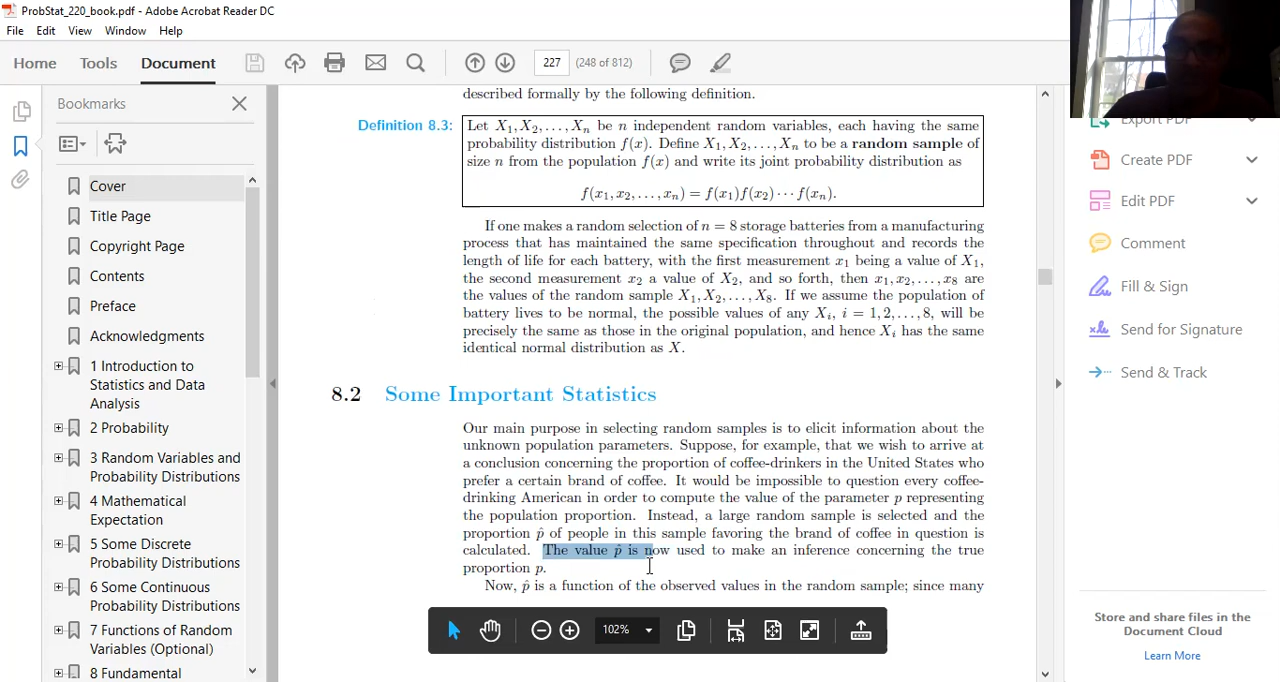 ProbStat_220_book.pdf - Adobe Acrobat Reader DC
File Edit View Window Help
Home Tools Document 227 (248 of 812)
Bookmarks
Cover
Title Page
Copyright Page
Contents
Preface
Acknowledgments
1 Introduction to
Statistics and Data
Analysis
2 Probability
3 Random Variables and
Probability Distributions
4 Mathematical
Expectation
5 Some Discrete
Probability Distributions
6 Some Continuous
Probability Distributions
7 Functions of Random
Variables (Optional)
8 Fundamental
described formally by the following definition.
Definition 8.3: Let X₁, X₂, . . . , Xₙ be n independent random variables, each having the same
probability distribution f(x). Define X₁, X₂, . . . , Xₙ to be a random sample of
size n from the population f(x) and write its joint probability distribution as
f(x₁, x₂, . . . , xₙ) = f(x₁)f(x₂) · · · f(xₙ).
If one makes a random selection of n = 8 storage batteries from a manufacturing
process that has maintained the same specification throughout and records the
length of life for each battery, with the first measurement x₁ being a value of X₁,
the second measurement x₂ a value of X₂, and so forth, then x₁, x₂, . . . , x₈ are
the values of the random sample X₁, X₂, . . . , X₈. If we assume the population of
battery lives to be normal, the possible values of any Xᵢ, i = 1, 2, . . . , 8, will be
precisely the same as those in the original population, and hence Xᵢ has the same
identical normal distribution as X.
8.2 Some Important Statistics
Our main purpose in selecting random samples is to elicit information about the
unknown population parameters. Suppose, for example, that we wish to arrive at
a conclusion concerning the proportion of coffee-drinkers in the United States who
prefer a certain brand of coffee. It would be impossible to question every coffee-
drinking American in order to compute the value of the parameter p representing
the population proportion. Instead, a large random sample is selected and the
proportion p̂ of people in this sample favoring the brand of coffee in question is
calculated. The value p̂ is now used to make an inference concerning the true
proportion p.
Now, p̂ is a function of the observed values in the random sample; since many
102%
Export PDF
Create PDF
Edit PDF
Comment
Fill & Sign
Send for Signature
Send & Track
Store and share files in the
Document Cloud
Learn More